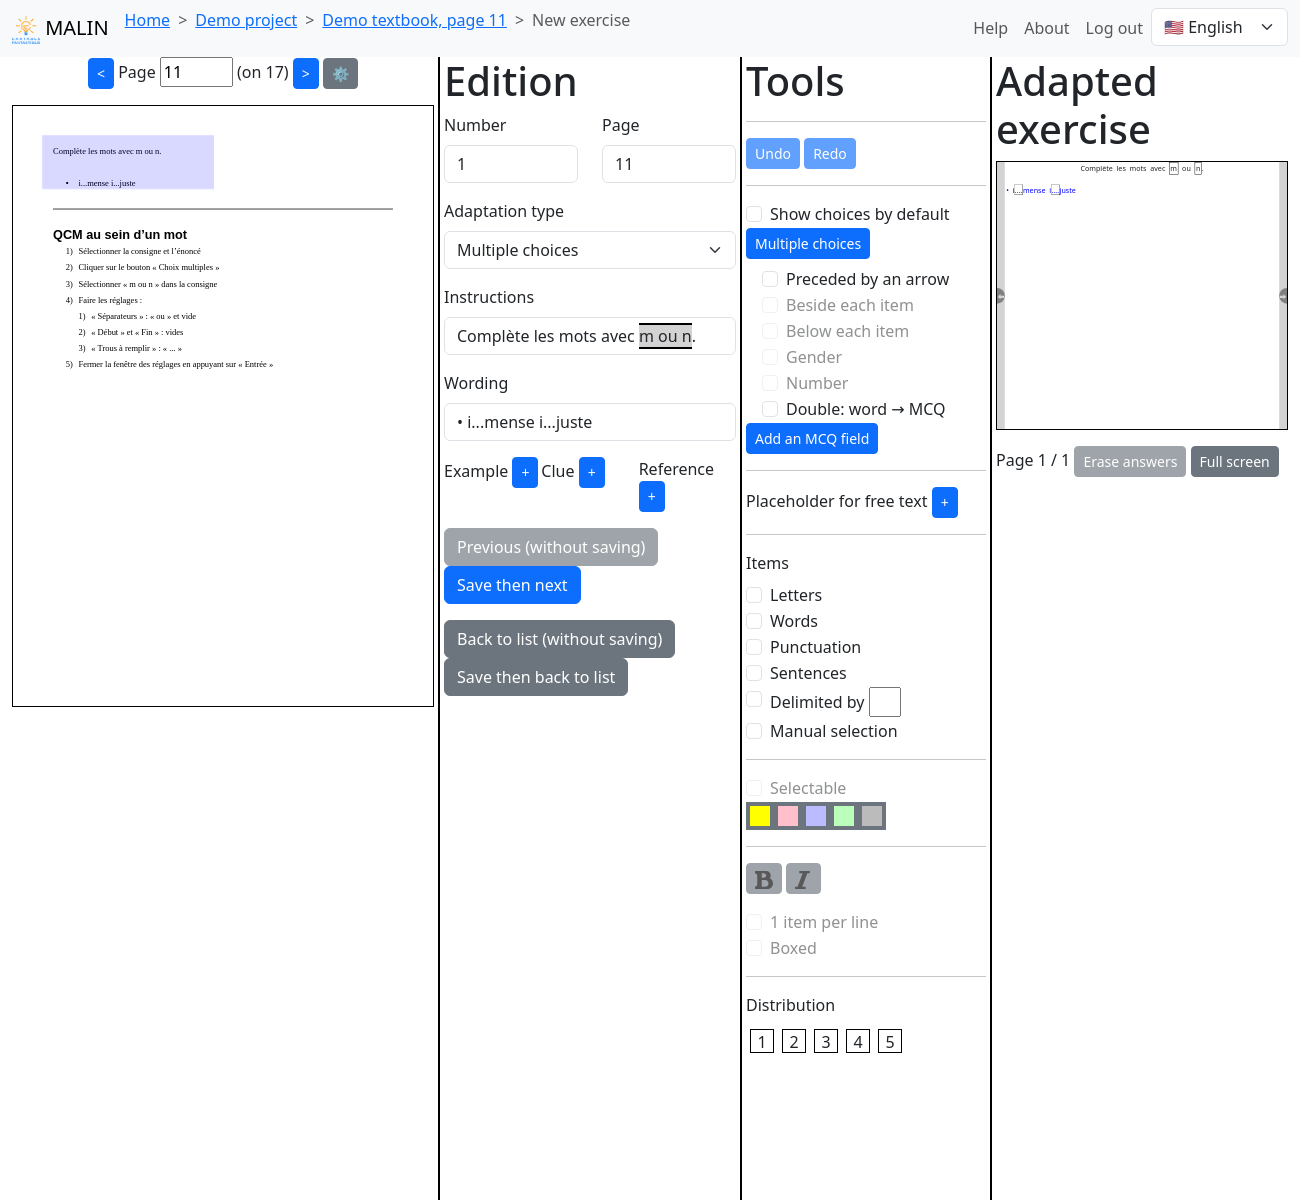 MALIN
Home > Demo project > Demo textbook, page 11 > New exercise
Help About Log out 🇺🇸 English
< Page 11 (on 17) > ⚙️
Complète les mots avec m ou n.
• i...mense i...juste
QCM au sein d’un mot
1) Sélectionner la consigne et l’énoncé
2) Cliquer sur le bouton « Choix multiples »
3) Sélectionner « m ou n » dans la consigne
4) Faire les réglages :
1) « Séparateurs » : « ou » et vide
2) « Début » et « Fin » : vides
3) « Trous à remplir » : « ... »
5) Fermer la fenêtre des réglages en appuyant sur « Entrée »
Edition
Number Page
1 11
Adaptation type
Multiple choices
Instructions
Complète les mots avec m ou n.
Wording
• i...mense i...juste
Example + Clue + Reference +
Previous (without saving)
Save then next
Back to list (without saving)
Save then back to list
Tools
Undo Redo
Show choices by default
Multiple choices
Preceded by an arrow
Beside each item
Below each item
Gender
Number
Double: word → MCQ
Add an MCQ field
Placeholder for free text +
Items
Letters
Words
Punctuation
Sentences
Delimited by
Manual selection
Selectable
B I
1 item per line
Boxed
Distribution
1 2 3 4 5
Adapted
exercise
Complète les mots avec m ou n.
• i...mense i...juste
Page 1 / 1 Erase answers Full screen